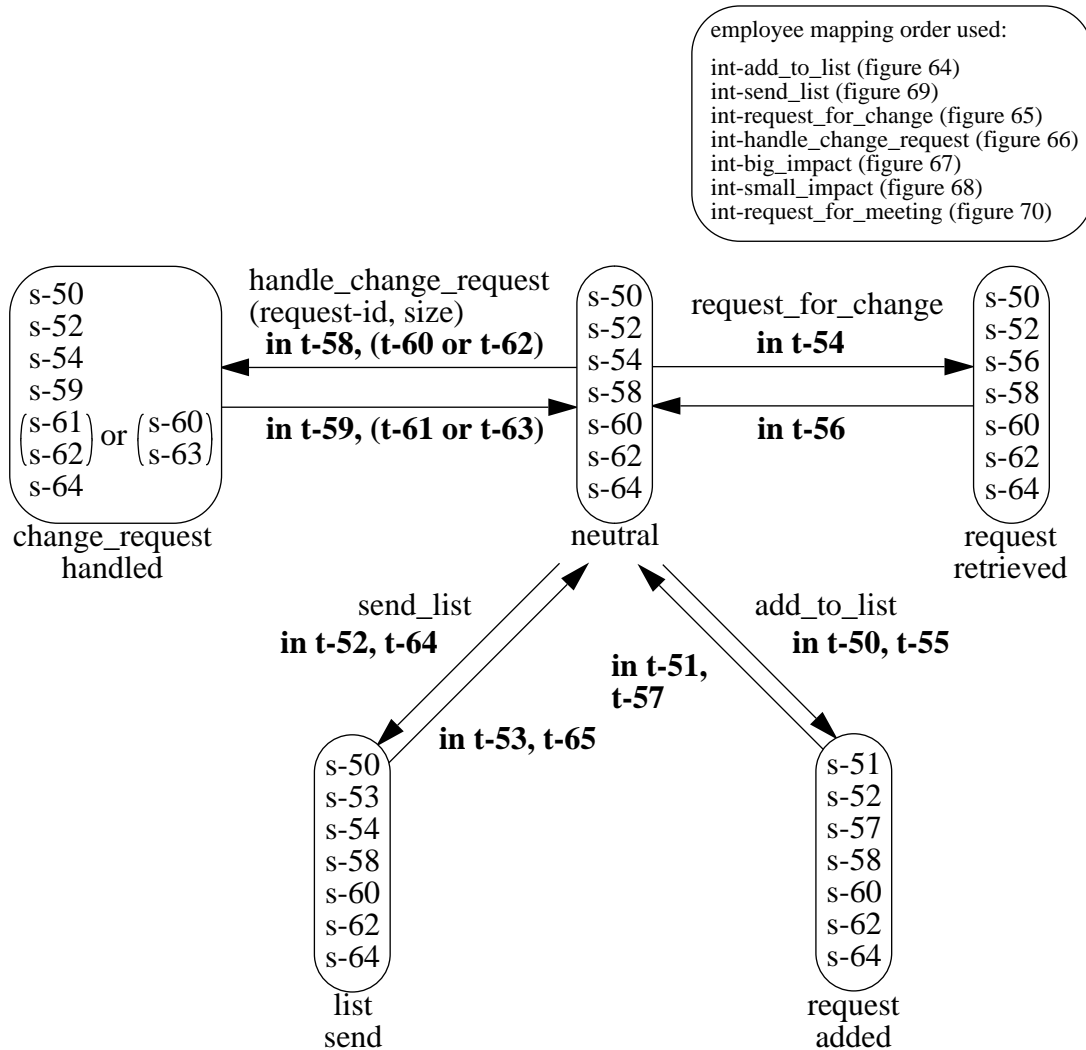 employee mapping order used:
int-add_to_list (figure 64)
int-send_list (figure 69)
int-request_for_change (figure 65)
int-handle_change_request (figure 66)
int-big_impact (figure 67)
int-small_impact (figure 68)
int-request_for_meeting (figure 70)
s-50
s-52
s-54
s-59
(s-61 s-62) or (s-60 s-63)
s-64
change_request
handled
handle_change_request
(request-id, size)
in t-58, (t-60 or t-62)
in t-59, (t-61 or t-63)
s-50
s-52
s-54
s-58
s-60
s-62
s-64
neutral
request_for_change
in t-54
in t-56
s-50
s-52
s-56
s-58
s-60
s-62
s-64
request
retrieved
send_list
in t-52, t-64
in t-53, t-65
add_to_list
in t-50, t-55
in t-51,
t-57
s-50
s-53
s-54
s-58
s-60
s-62
s-64
list
send
s-51
s-52
s-57
s-58
s-60
s-62
s-64
request
added